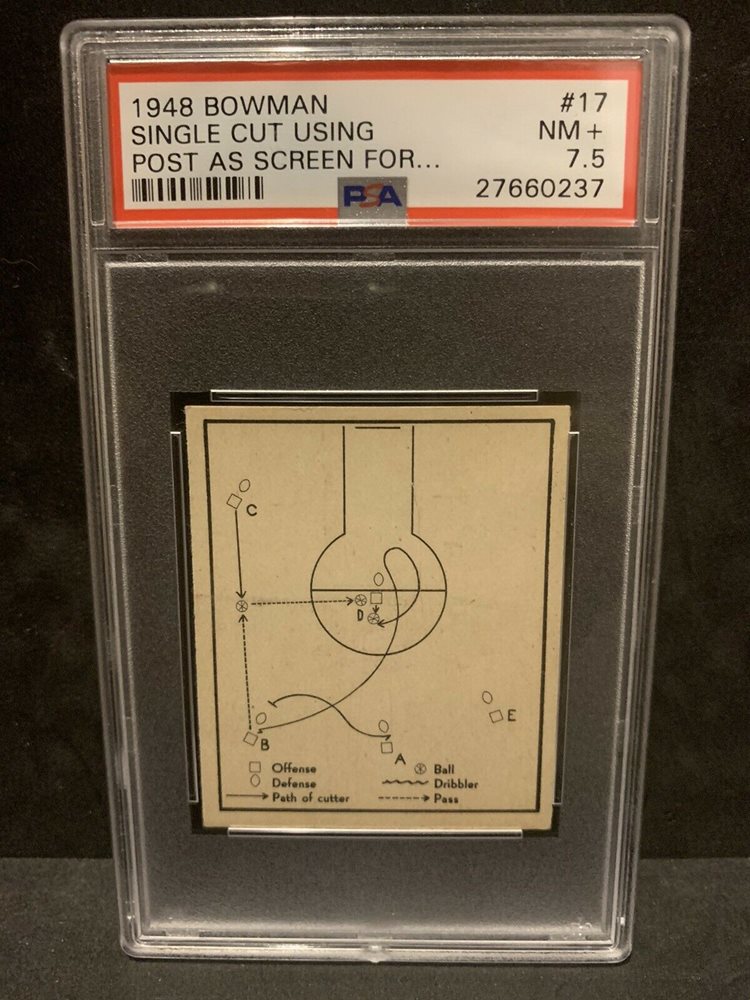 1948 BOWMAN #17
SINGLE CUT USING NM+
POST AS SCREEN FOR... 7.5
PSA 27660237
C
D
E
B
A
Offense Ball
Defense Dribbler
Path of cutter Pass